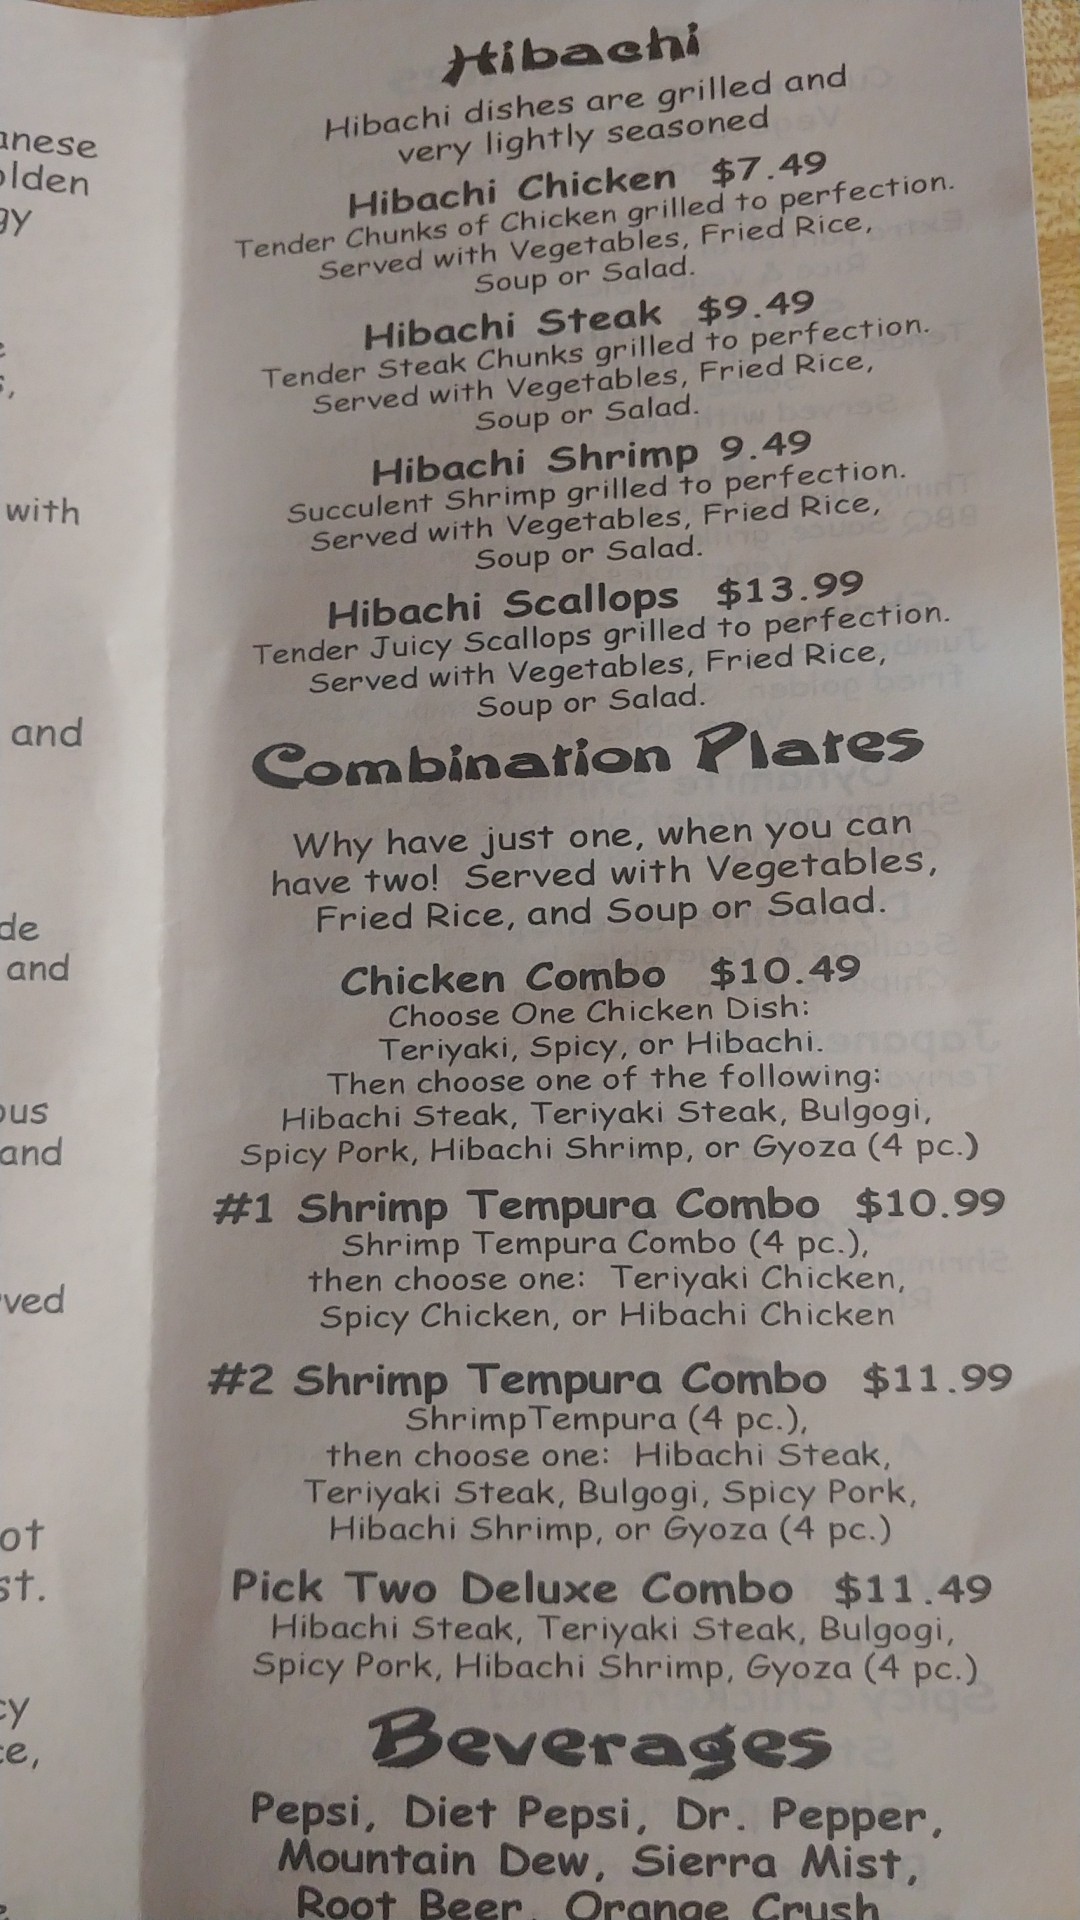 Hibachi
Hibachi dishes are grilled and
very lightly seasoned
Hibachi Chicken $7.49
Tender Chunks of Chicken grilled to perfection.
Served with Vegetables, Fried Rice,
Soup or Salad.
Hibachi Steak $9.49
Tender Steak Chunks grilled to perfection.
Served with Vegetables, Fried Rice,
Soup or Salad.
Hibachi Shrimp 9.49
Succulent Shrimp grilled to perfection.
Served with Vegetables, Fried Rice,
Soup or Salad.
Hibachi Scallops $13.99
Tender Juicy Scallops grilled to perfection.
Served with Vegetables, Fried Rice,
Soup or Salad.
Combination Plates
Why have just one, when you can
have two! Served with Vegetables,
Fried Rice, and Soup or Salad.
Chicken Combo $10.49
Choose One Chicken Dish:
Teriyaki, Spicy, or Hibachi.
Then choose one of the following:
Hibachi Steak, Teriyaki Steak, Bulgogi,
Spicy Pork, Hibachi Shrimp, or Gyoza (4 pc.)
#1 Shrimp Tempura Combo $10.99
Shrimp Tempura Combo (4 pc.),
then choose one: Teriyaki Chicken,
Spicy Chicken, or Hibachi Chicken
#2 Shrimp Tempura Combo $11.99
ShrimpTempura (4 pc.),
then choose one: Hibachi Steak,
Teriyaki Steak, Bulgogi, Spicy Pork,
Hibachi Shrimp, or Gyoza (4 pc.)
Pick Two Deluxe Combo $11.49
Hibachi Steak, Teriyaki Steak, Bulgogi,
Spicy Pork, Hibachi Shrimp, Gyoza (4 pc.)
Beverages
Pepsi, Diet Pepsi, Dr. Pepper,
Mountain Dew, Sierra Mist,
Root Beer, Orange Crush
with
and
and
and